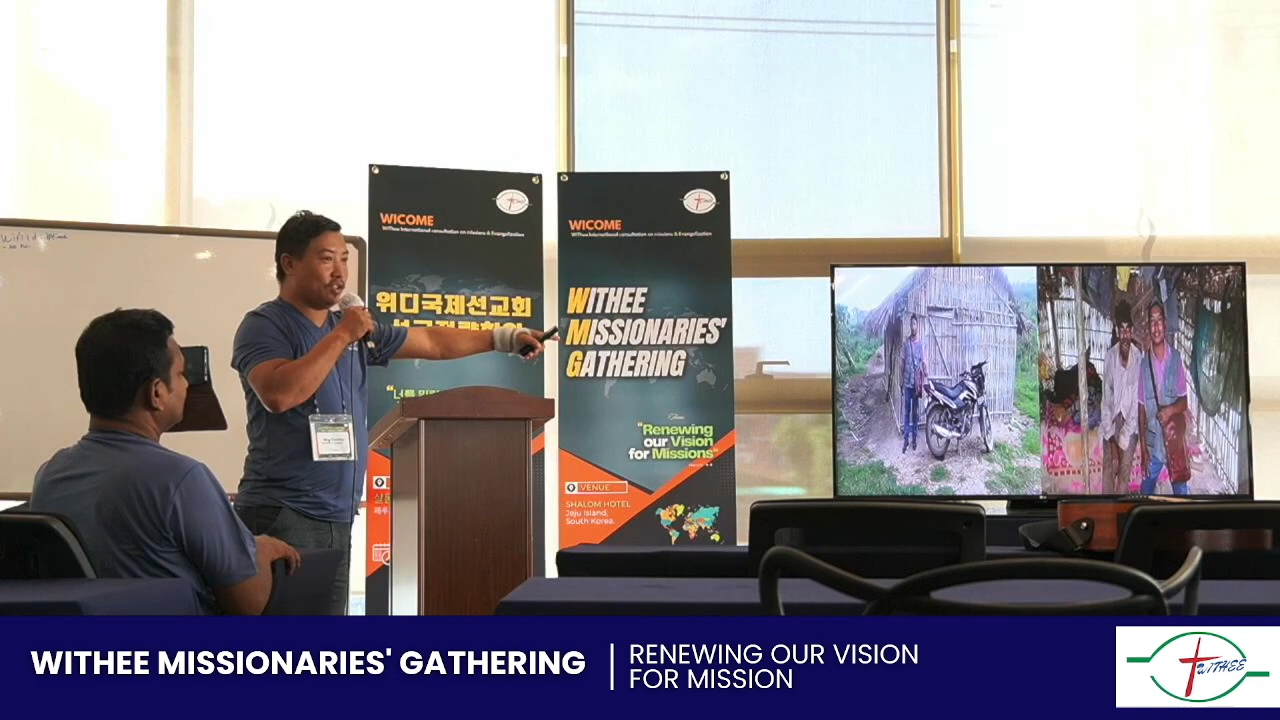 WICOME
WiThee International consultation on missions & Evangelization
위디국제선교회
WICOME
WiThee International consultation on missions & Evangelization
WITHEE
MISSIONARIES'
GATHERING
"Renewing
our Vision
for Missions"
VENUE
SHALOM HOTEL
Jeju Island,
South Korea.
WITHEE MISSIONARIES' GATHERING
RENEWING OUR VISION
FOR MISSION
WITHEE